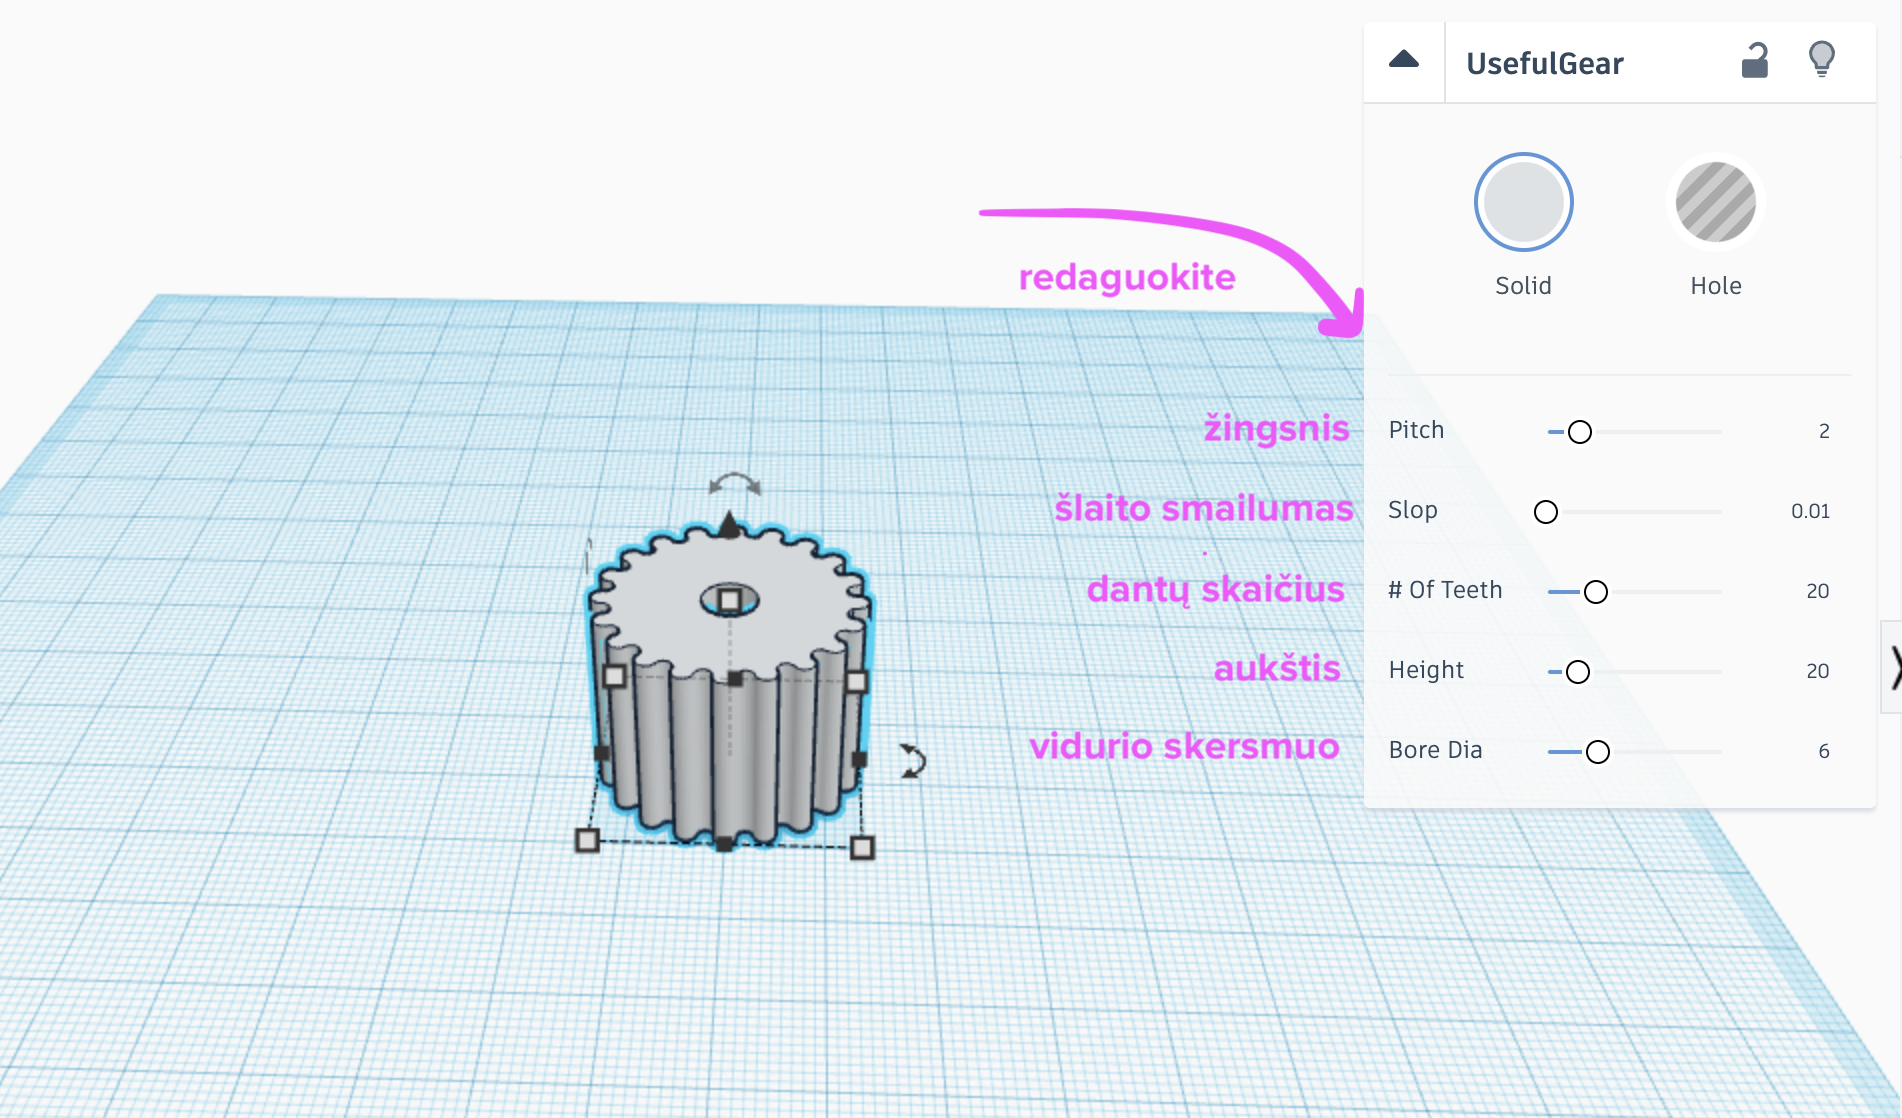 UsefulGear
Solid
Hole
redaguokite
žingsnis
Pitch
2
šlaito smailumas
Slop
0.01
dantų skaičius
# Of Teeth
20
aukštis
Height
20
vidurio skersmuo
Bore Dia
6